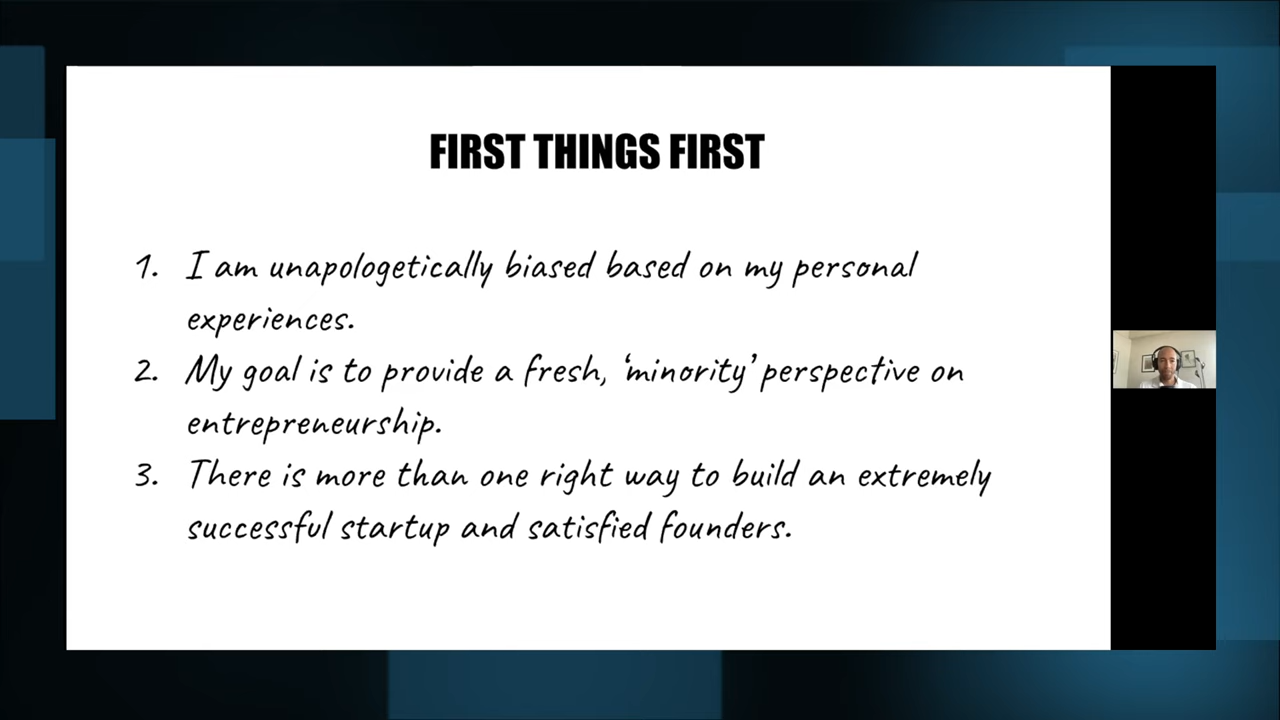 FIRST THINGS FIRST
1. I am unapologetically biased based on my personal
experiences.
2. My goal is to provide a fresh, ‘minority’ perspective on
entrepreneurship.
3. There is more than one right way to build an extremely
successful startup and satisfied founders.